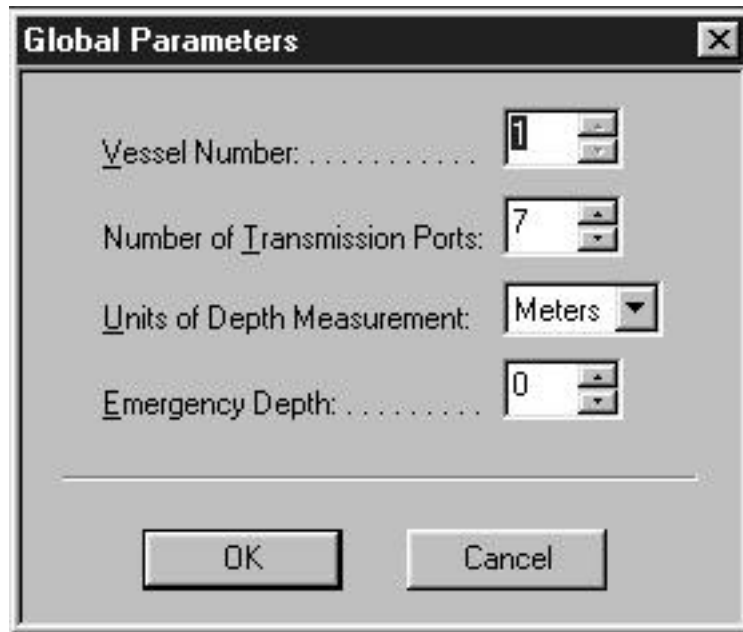 Global Parameters
Vessel Number: . . . . . . . . . . . 1
Number of Transmission Ports: 7
Units of Depth Measurement: Meters
Emergency Depth: . . . . . . . . . 0
OK Cancel